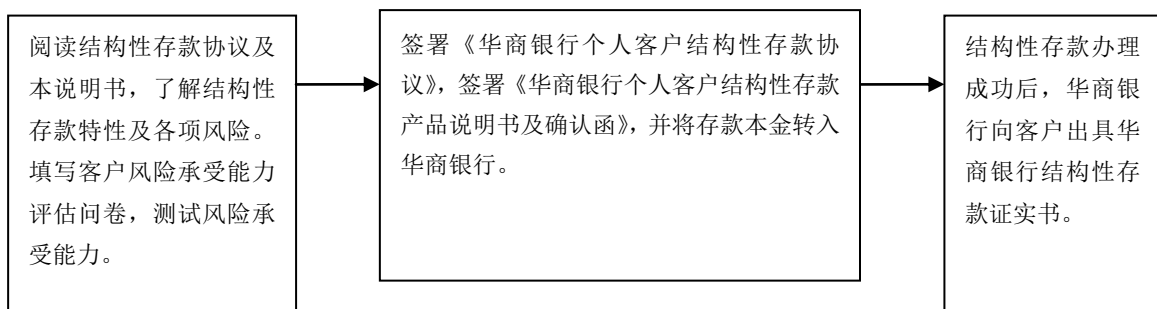 阅读结构性存款协议及
本说明书，了解结构性
存款特性及各项风险。
填写客户风险承受能力
评估问卷，测试风险承
受能力。
签署《华商银行个人客户结构性存款协
议》，签署《华商银行个人客户结构性存款
产品说明书及确认函》，并将存款本金转入
华商银行。
结构性存款办理
成功后，华商银
行向客户出具华
商银行结构性存
款证实书。